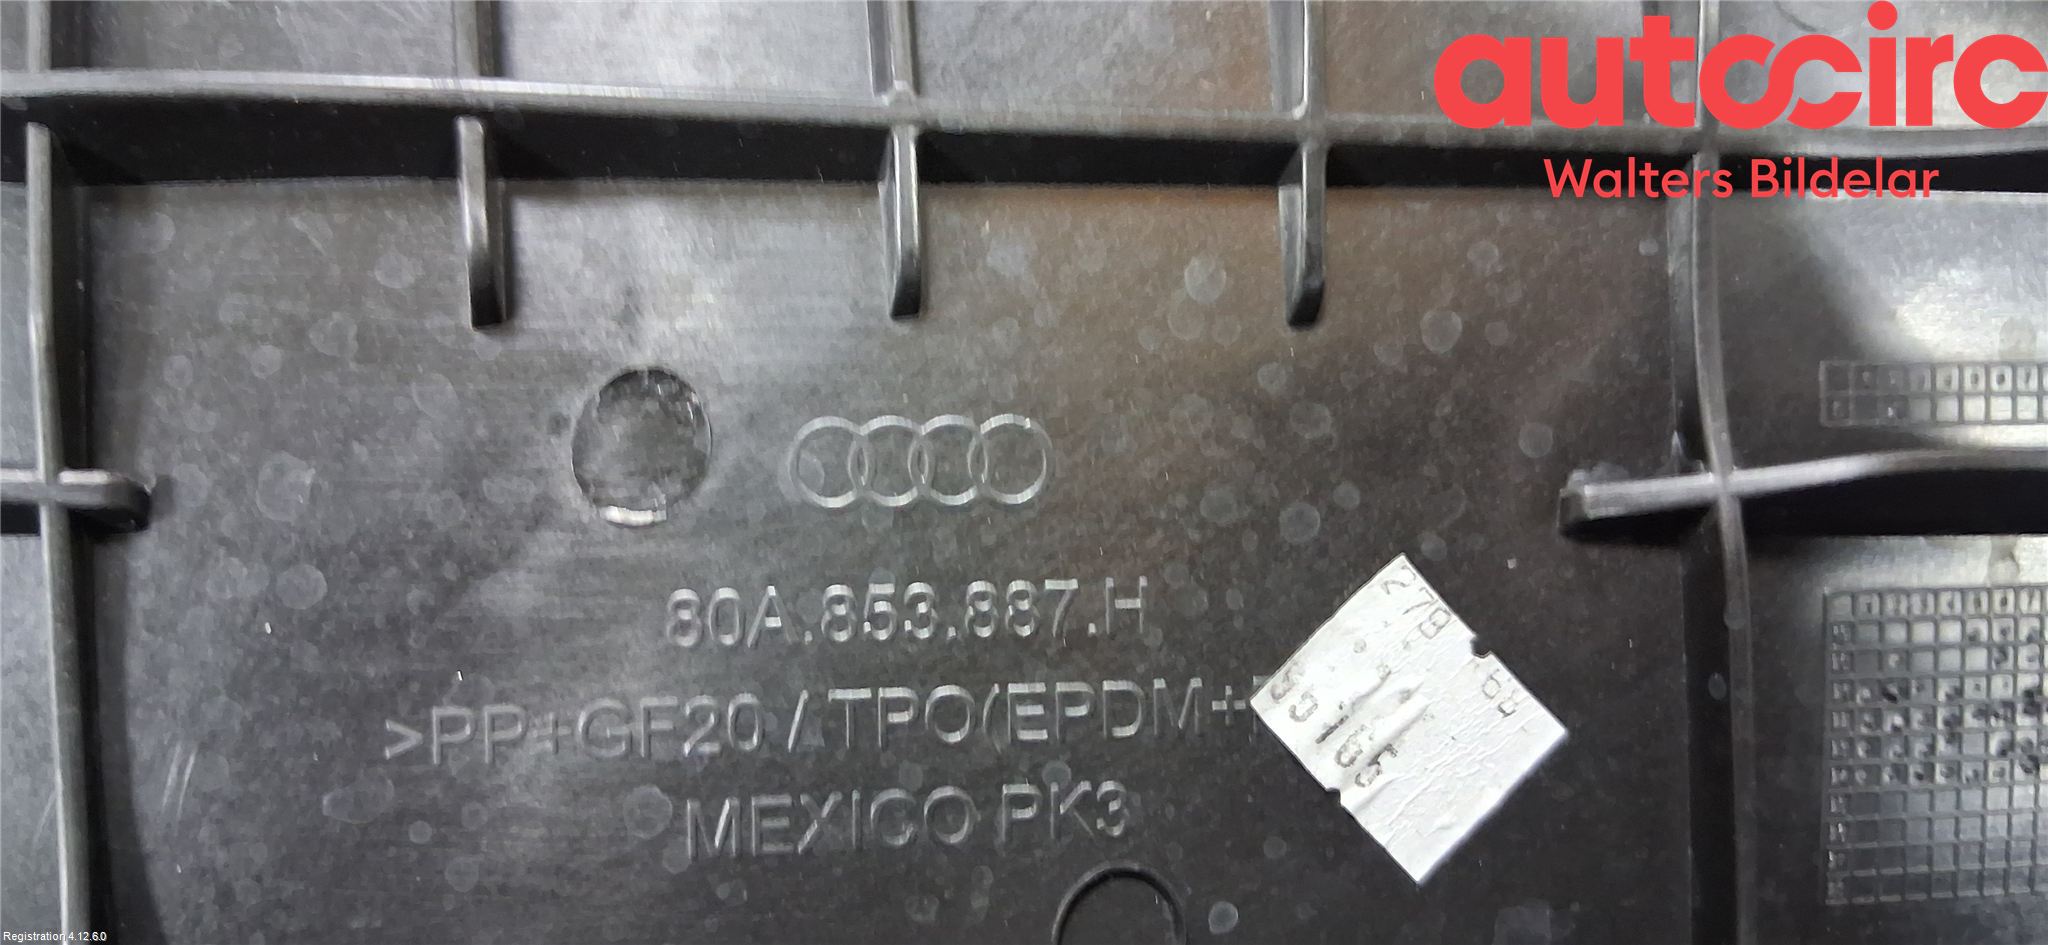 autocirc
Walters Bildelar
80A.853.887.H
>PP+GF20 / TPO(EPDM+
MEXICO PK3
Registration 4.12.6.0